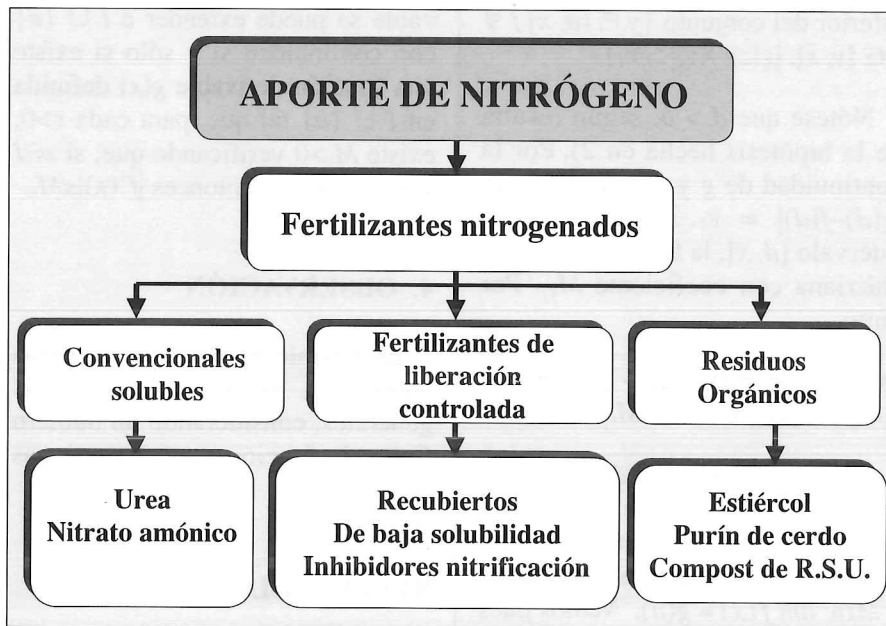 APORTE DE NITRÓGENO
Fertilizantes nitrogenados
Convencionales
solubles
Fertilizantes de
liberación
controlada
Residuos
Orgánicos
Urea
Nitrato amónico
Recubiertos
De baja solubilidad
Inhibidores nitrificación
Estiércol
Purín de cerdo
Compost de R.S.U.